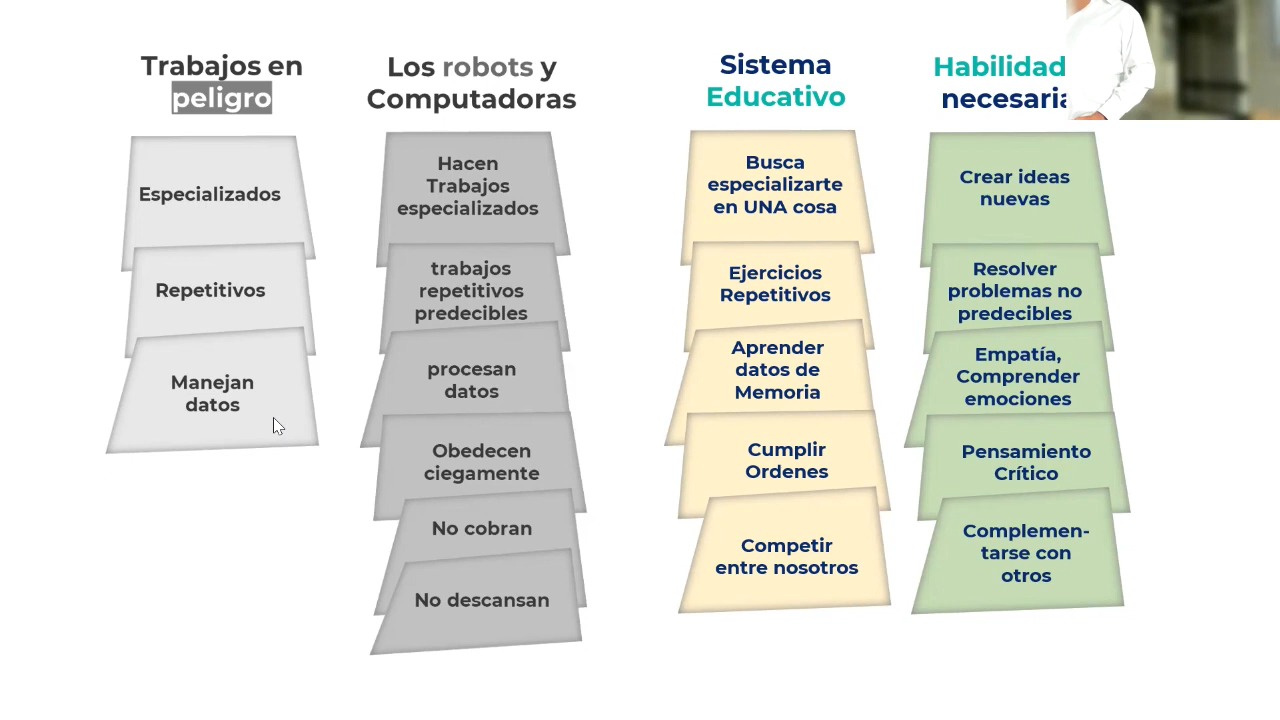 Trabajos en
peligro
Especializados
Repetitivos
Manejan
datos
Los robots y
Computadoras
Hacen
Trabajos
especializados
trabajos
repetitivos
predecibles
procesan
datos
Obedecen
ciegamente
No cobran
No descansan
Sistema
Educativo
Busca
especializarte
en UNA cosa
Ejercicios
Repetitivos
Aprender
datos de
Memoria
Cumplir
Ordenes
Competir
entre nosotros
Habilidad
necesaria
Crear ideas
nuevas
Resolver
problemas no
predecibles
Empatía,
Comprender
emociones
Pensamiento
Crítico
Complemen-
tarse con
otros